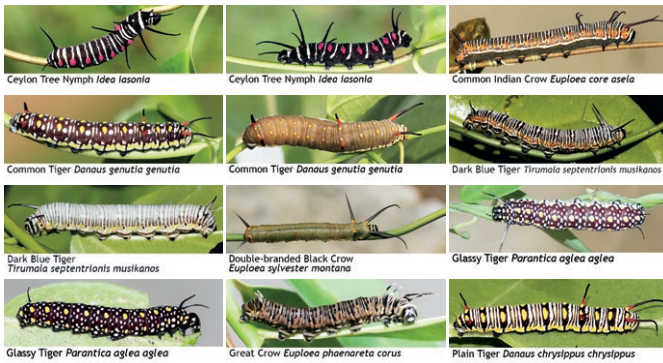 Ceylon Tree Nymph Idea iasonia
Ceylon Tree Nymph Idea iasonia
Common Indian Crow Euploea core asela
Common Tiger Danaus genutia genutia
Common Tiger Danaus genutia genutia
Dark Blue Tiger Tirumala septentrionis musikanos
Dark Blue Tiger
Tirumala septentrionis musikanos
Double-branded Black Crow
Euploea sylvester montana
Glassy Tiger Parantica aglea aglea
Glassy Tiger Parantica aglea aglea
Great Crow Euploea phaenareta corus
Plain Tiger Danaus chrysippus chrysippus